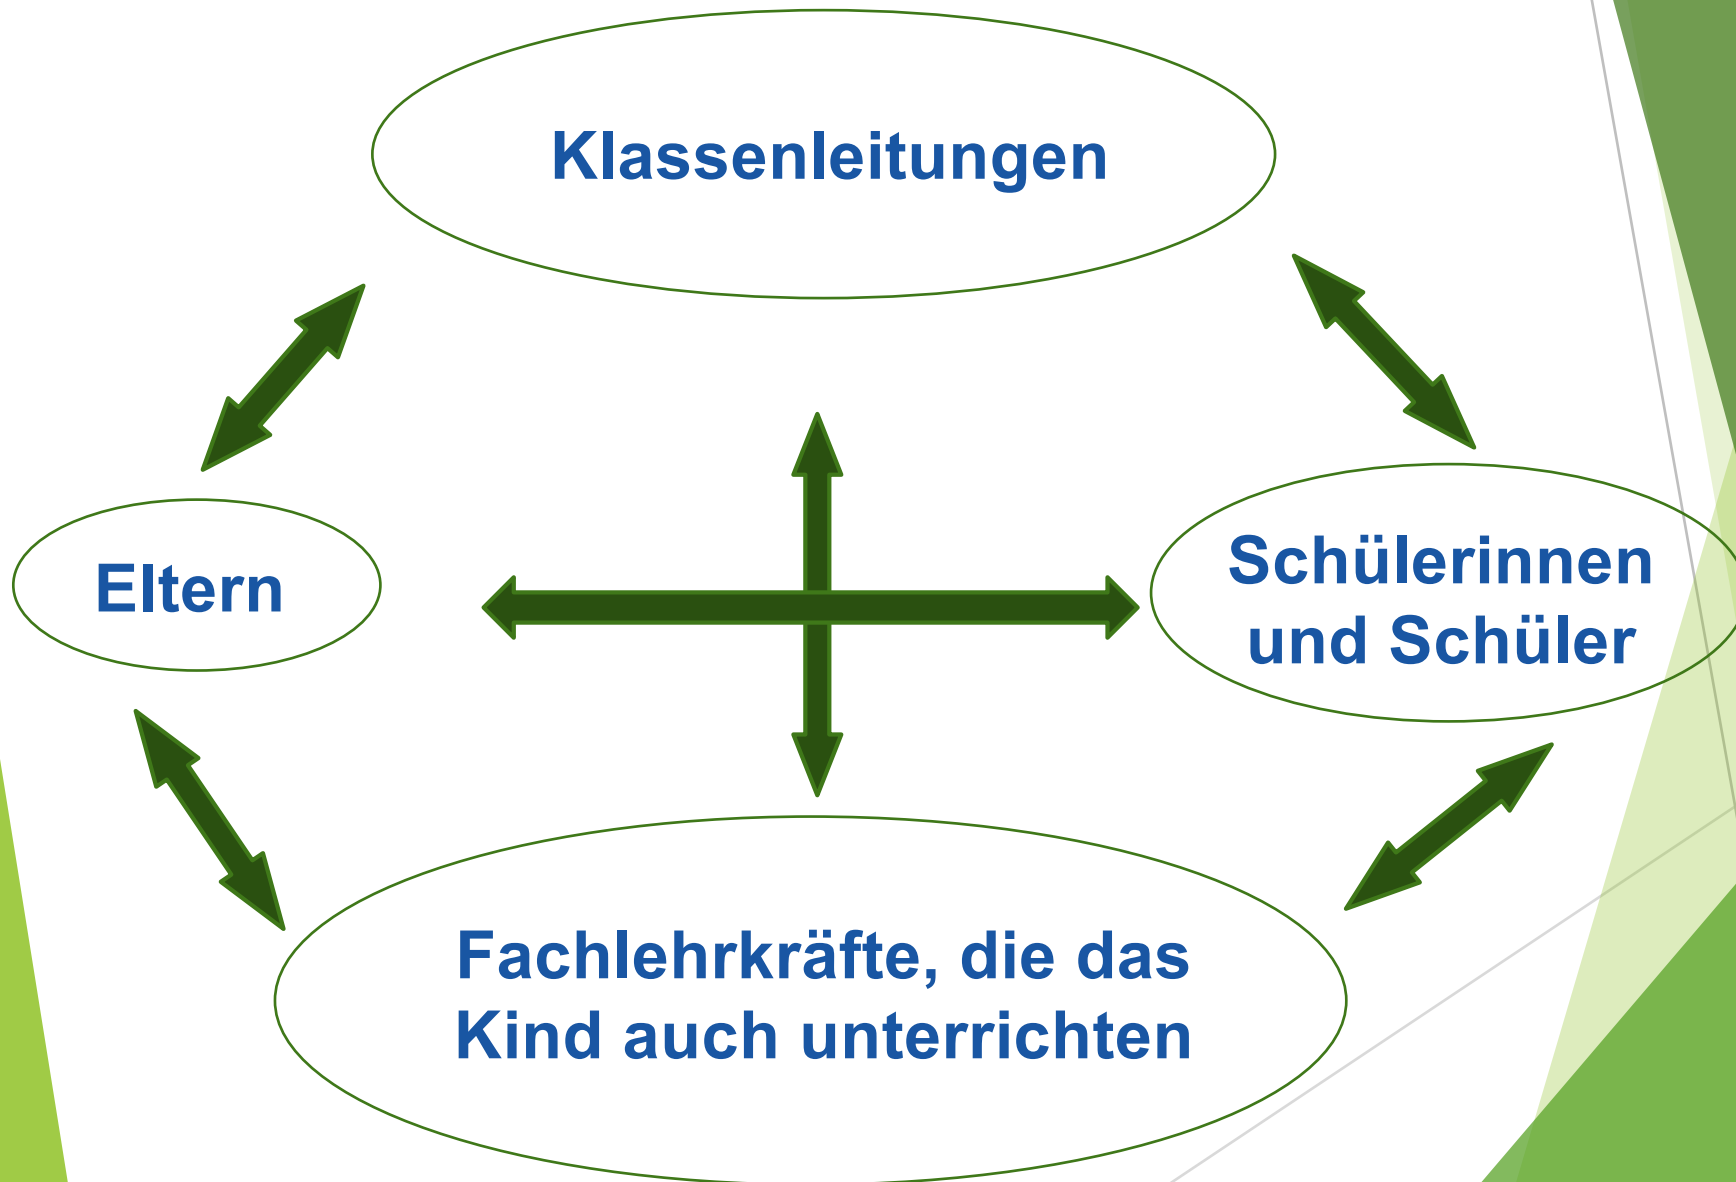 Klassenleitungen
Eltern
Schülerinnen
und Schüler
Fachlehrkräfte, die das
Kind auch unterrichten